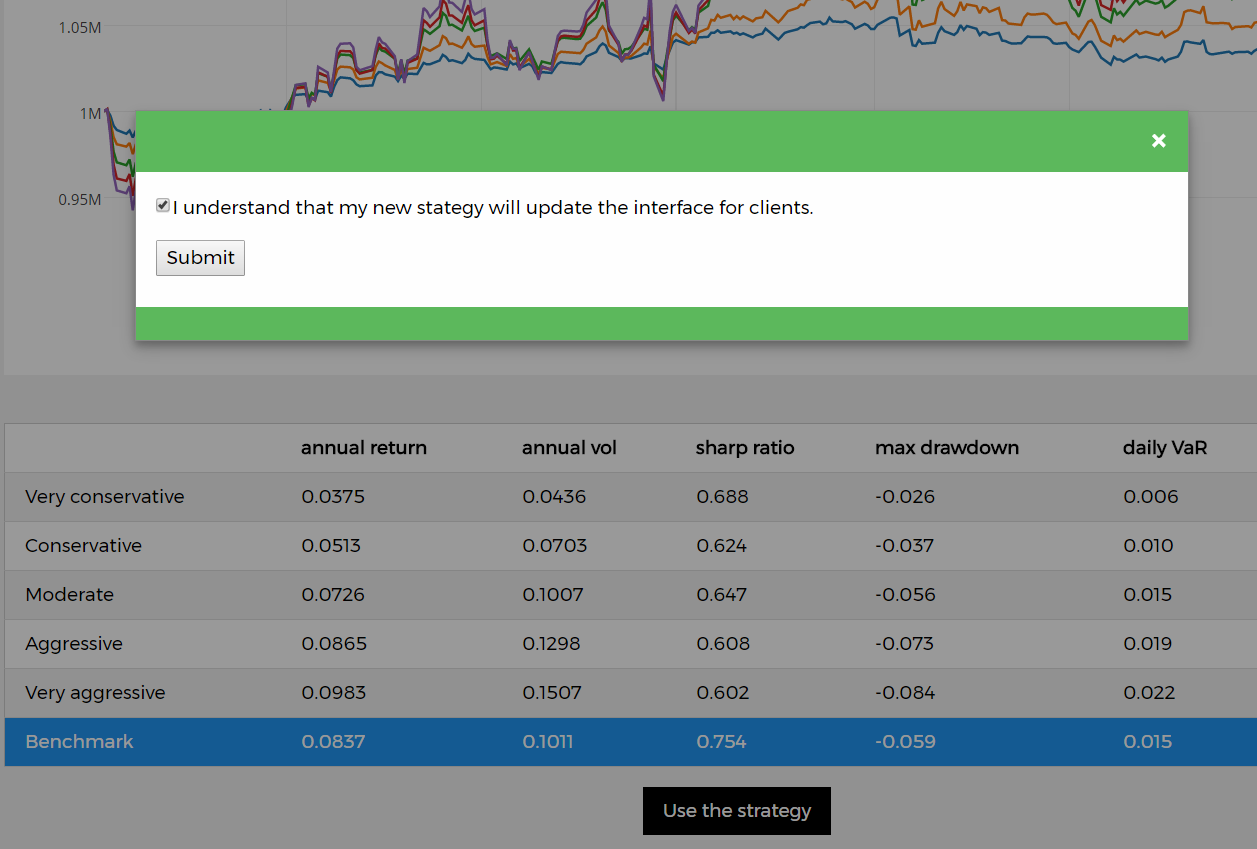 1.05M
1M
0.95M
×
I understand that my new stategy will update the interface for clients.
Submit
annual return annual vol sharp ratio max drawdown daily VaR
Very conservative 0.0375 0.0436 0.688 -0.026 0.006
Conservative 0.0513 0.0703 0.624 -0.037 0.010
Moderate 0.0726 0.1007 0.647 -0.056 0.015
Aggressive 0.0865 0.1298 0.608 -0.073 0.019
Very aggressive 0.0983 0.1507 0.602 -0.084 0.022
Benchmark 0.0837 0.1011 0.754 -0.059 0.015
Use the strategy